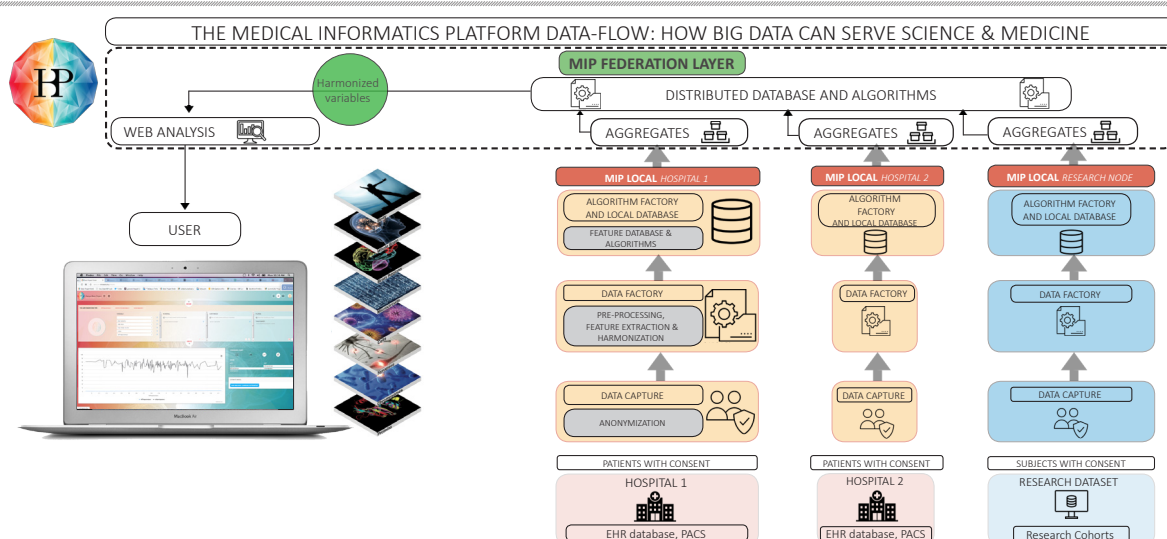 THE MEDICAL INFORMATICS PLATFORM DATA-FLOW: HOW BIG DATA CAN SERVE SCIENCE & MEDICINE
MIP FEDERATION LAYER
Harmonized
variables
DISTRIBUTED DATABASE AND ALGORITHMS
WEB ANALYSIS
AGGREGATES
AGGREGATES
AGGREGATES
USER
MacBook Air
MIP LOCAL HOSPITAL 1
ALGORITHM FACTORY
AND LOCAL DATABASE
FEATURE DATABASE &
ALGORITHMS
DATA FACTORY
PRE-PROCESSING,
FEATURE EXTRACTION &
HARMONIZATION
DATA CAPTURE
ANONYMIZATION
PATIENTS WITH CONSENT
HOSPITAL 1
EHR database, PACS
MIP LOCAL HOSPITAL 2
ALGORITHM
FACTORY
AND LOCAL DATABASE
DATA FACTORY
DATA CAPTURE
PATIENTS WITH CONSENT
HOSPITAL 2
EHR database, PACS
MIP LOCAL RESEARCH NODE
ALGORITHM FACTORY
AND LOCAL DATABASE
DATA FACTORY
DATA CAPTURE
SUBJECTS WITH CONSENT
RESEARCH DATASET
Research Cohorts